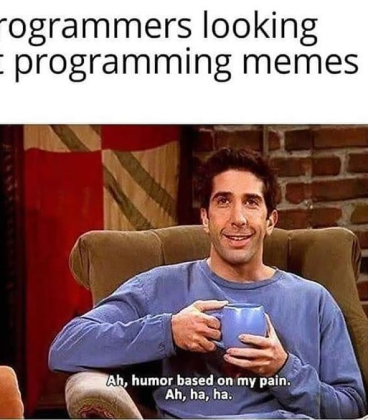 rogrammers looking
t programming memes
Ah, humor based on my pain.
Ah, ha, ha.